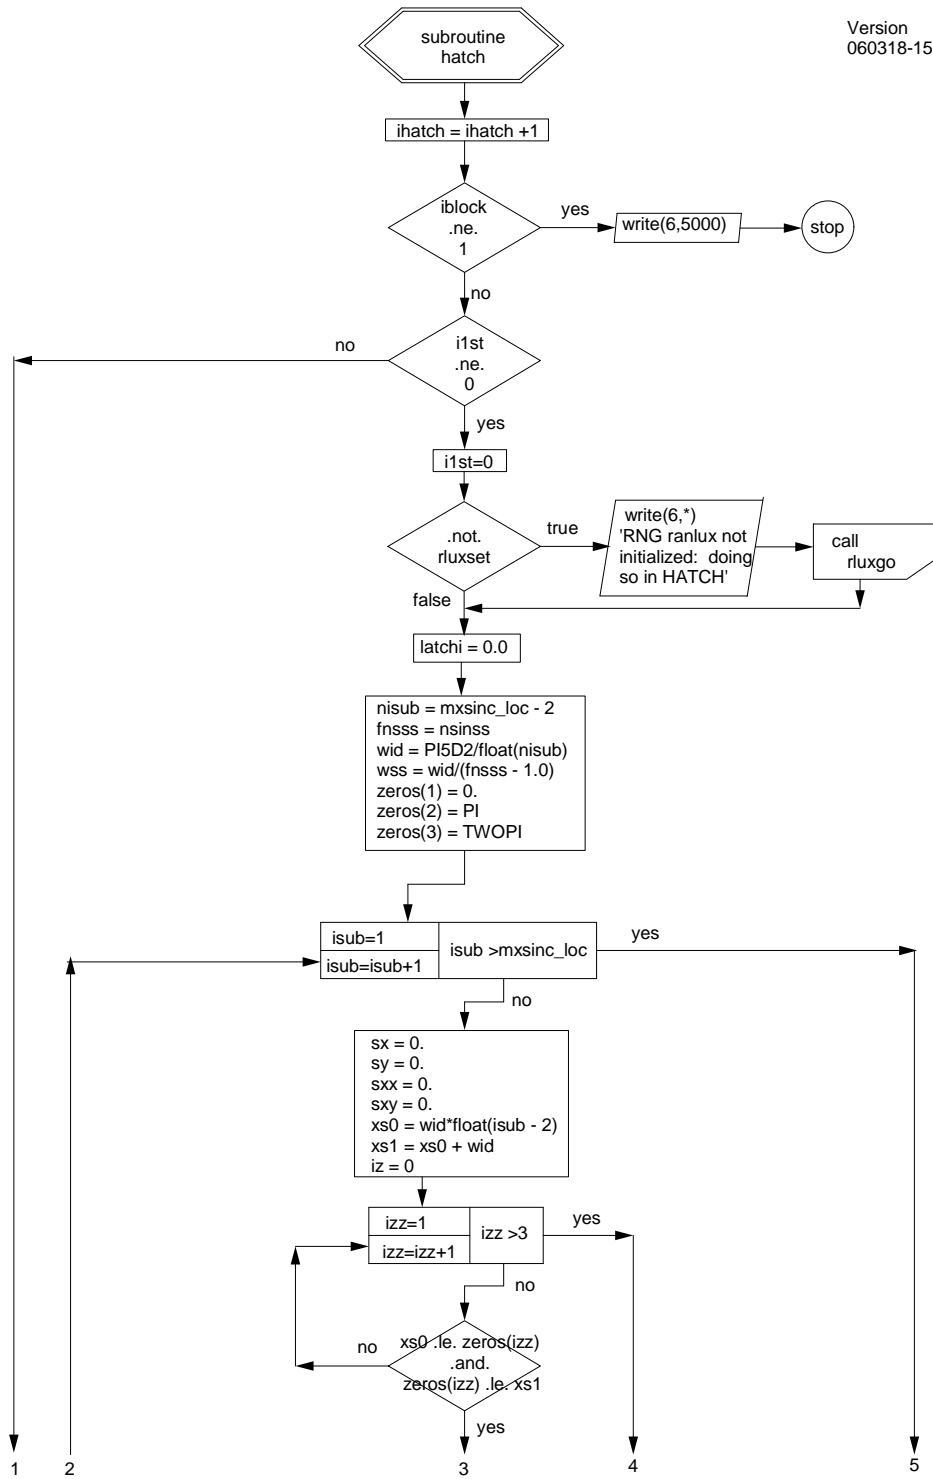 subroutine
hatch
Version
060318-15
ihatch = ihatch +1
iblock
.ne.
1
yes
write(6,5000)
stop
no
i1st
.ne.
0
no
yes
i1st=0
.not.
rluxset
true
write(6,*)
'RNG ranlux not
initialized:  doing
so in HATCH'
call
rluxgo
false
latchi = 0.0
nisub = mxsinc_loc - 2
fnsss = nsinss
wid = PI5D2/float(nisub)
wss = wid/(fnsss - 1.0)
zeros(1) = 0.
zeros(2) = PI
zeros(3) = TWOPI
isub=1
isub=isub+1
isub >mxsinc_loc
yes
no
sx = 0.
sy = 0.
sxx = 0.
sxy = 0.
xs0 = wid*float(isub - 2)
xs1 = xs0 + wid
iz = 0
izz=1
izz=izz+1
izz >3
yes
no
xs0 .le. zeros(izz)
.and.
zeros(izz) .le. xs1
no
yes
1
2
3
4
5